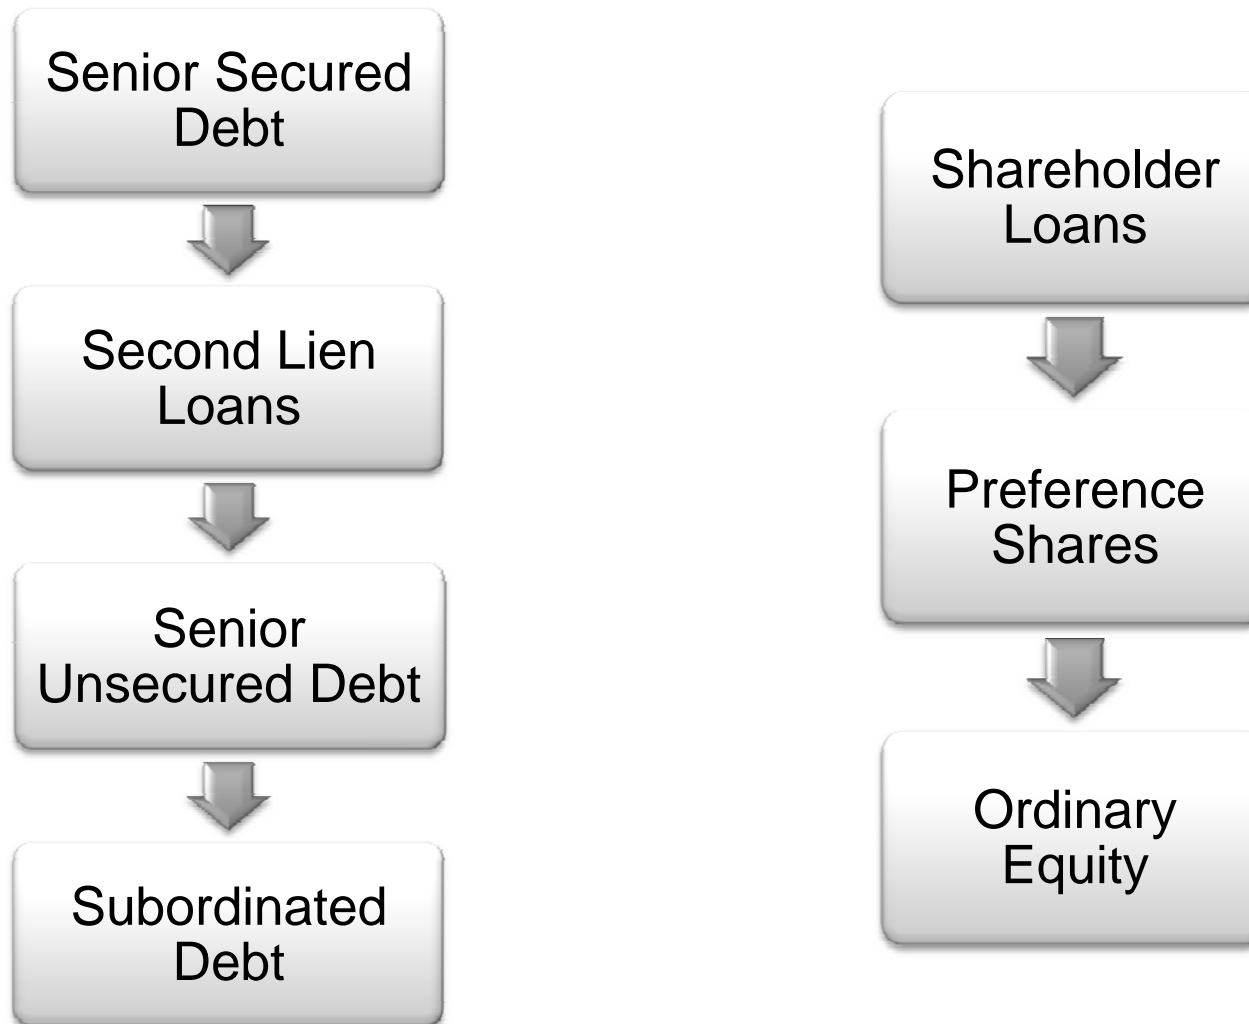 Senior Secured
Debt
Second Lien
Loans
Senior
Unsecured Debt
Subordinated
Debt
Shareholder
Loans
Preference
Shares
Ordinary
Equity